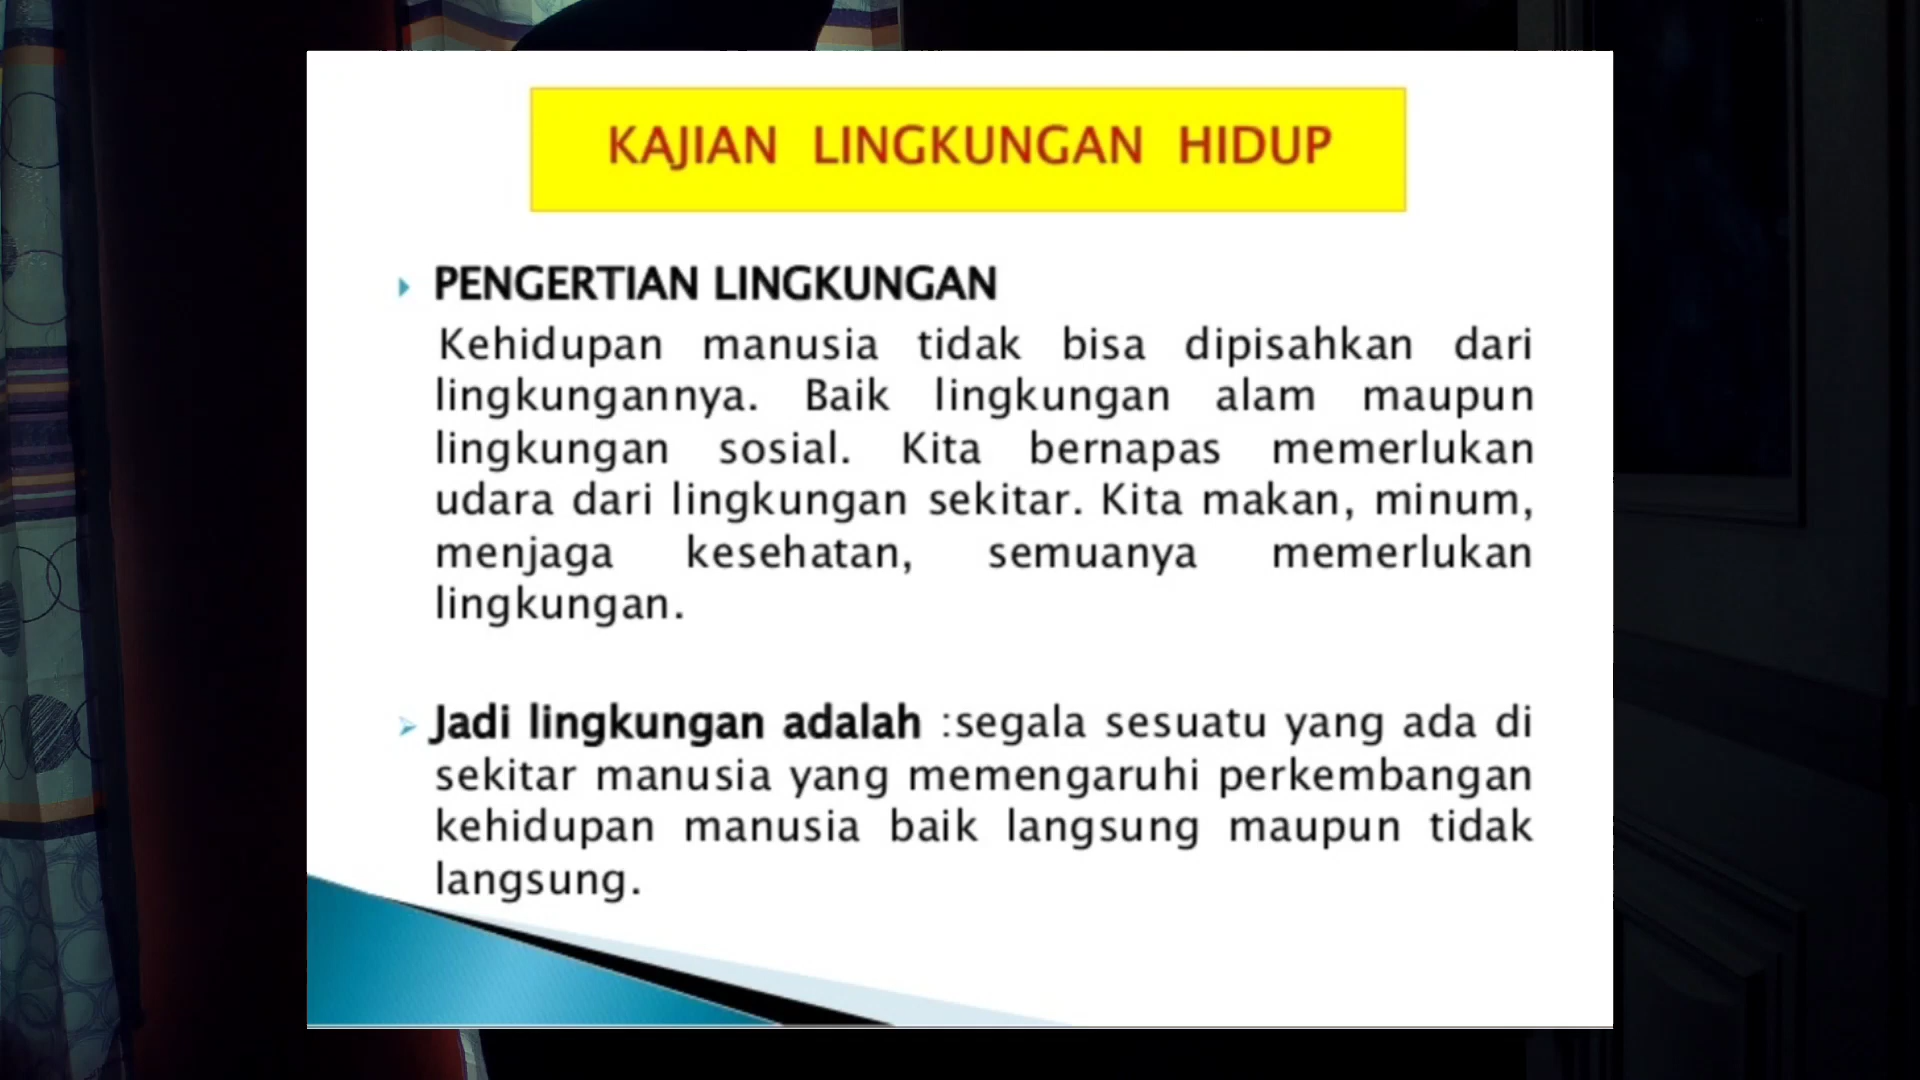 KAJIAN LINGKUNGAN HIDUP
PENGERTIAN LINGKUNGAN
Kehidupan manusia tidak bisa dipisahkan dari
lingkungannya. Baik lingkungan alam maupun
lingkungan sosial. Kita bernapas memerlukan
udara dari lingkungan sekitar. Kita makan, minum,
menjaga kesehatan, semuanya memerlukan
lingkungan.
Jadi lingkungan adalah :segala sesuatu yang ada di
sekitar manusia yang memengaruhi perkembangan
kehidupan manusia baik langsung maupun tidak
langsung.